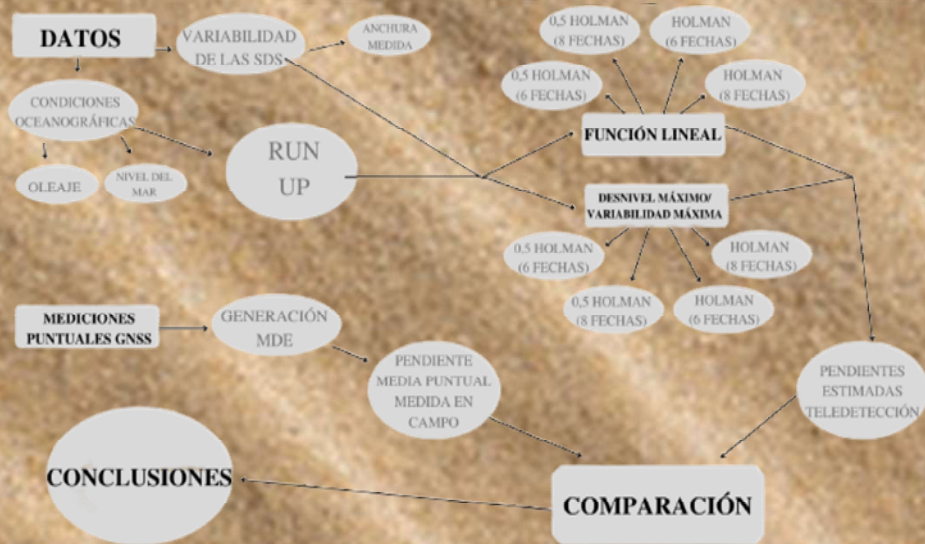 DATOS
VARIABILIDAD
DE LAS SDS
ANCHURA
MEDIDA
CONDICIONES
OCEANOGRÁFICAS
OLEAJE
NIVEL DEL
MAR
RUN
UP
0,5 HOLMAN
(8 FECHAS)
HOLMAN
(6 FECHAS)
0,5 HOLMAN
(6 FECHAS)
HOLMAN
(8 FECHAS)
FUNCIÓN LINEAL
DESNIVEL MÁXIMO/
VARIABILIDAD MÁXIMA
0,5 HOLMAN
(6 FECHAS)
HOLMAN
(8 FECHAS)
0,5 HOLMAN
(8 FECHAS)
HOLMAN
(6 FECHAS)
MEDICIONES
PUNTUALES GNSS
GENERACIÓN
MDE
PENDIENTE
MEDIA PUNTUAL
MEDIDA EN
CAMPO
PENDIENTES
ESTIMADAS
TELEDETECCIÓN
CONCLUSIONES
COMPARACIÓN